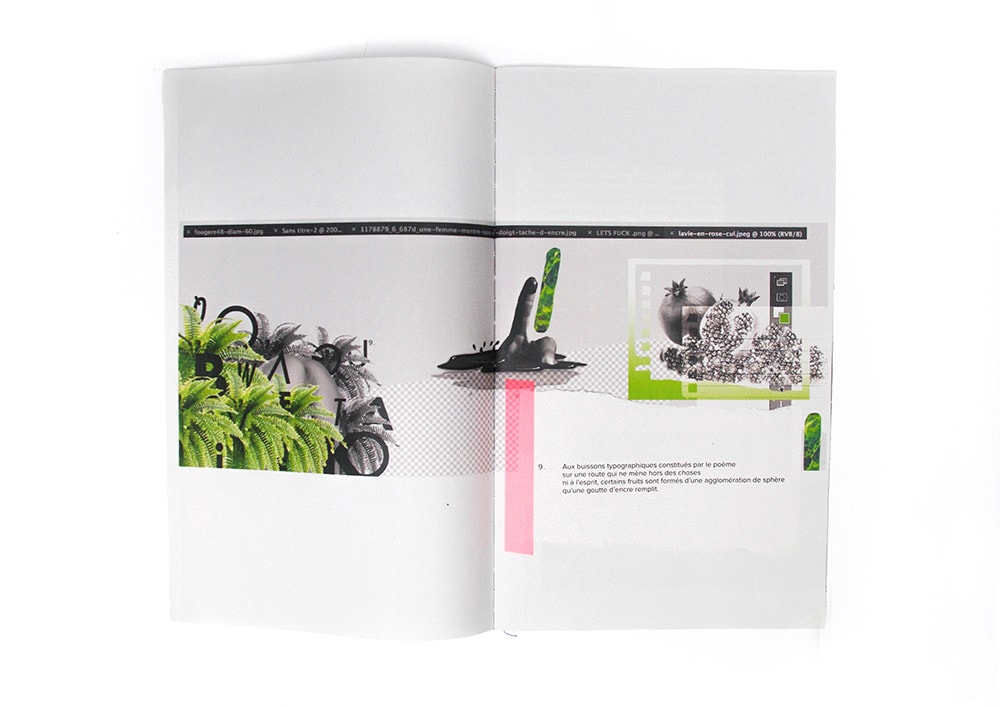 × fougere48-diam-60.jpg × Sans titre-2 @ 200... × 1178879_6_687d_une-femme-montre-son-doigt-tache-d-encre.jpg × LETS FUCK .png @ ... × lavie-en-rose-cul.jpeg @ 100% (RVB/8)
9.
9. Aux buissons typographiques constitués par le poème
sur une route qui ne mène hors des choses
ni à l'esprit, certains fruits sont formés d'une agglomération de sphère
qu'une goutte d'encre remplit.